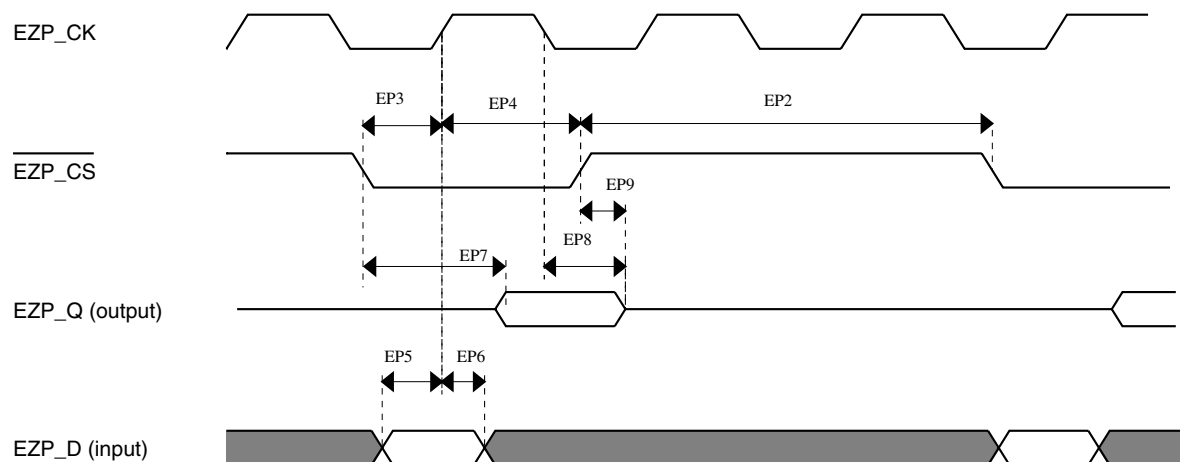 EZP_CK
EP3
EP4
EP2
EZP_CS
EP9
EP8
EP7
EZP_Q (output)
EP5
EP6
EZP_D (input)